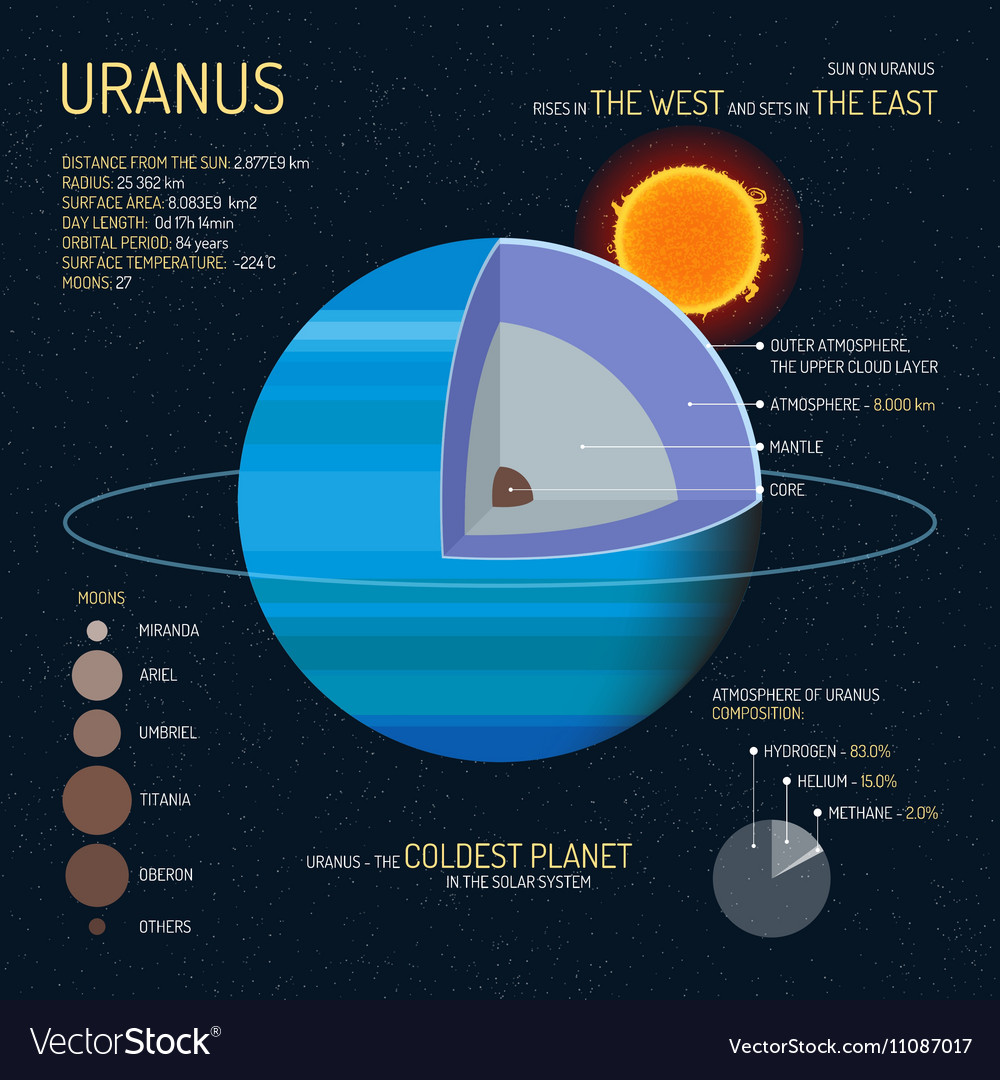 URANUS
SUN ON URANUS
RISES IN THE WEST AND SETS IN THE EAST
DISTANCE FROM THE SUN: 2.877E9 km
RADIUS: 25 362 km
SURFACE AREA: 8.083E9 km2
DAY LENGTH: 0d 17h 14min
ORBITAL PERIOD; 84 years
SURFACE TEMPERATURE: -224°C
MOONS; 27
OUTER ATMOSPHERE,
THE UPPER CLOUD LAYER
ATMOSPHERE - 8.000 km
MANTLE
CORE
MOONS
MIRANDA
ARIEL
UMBRIEL
TITANIA
OBERON
OTHERS
ATMOSPHERE OF URANUS
COMPOSITION:
HYDROGEN - 83.0%
HELIUM - 15.0%
METHANE - 2.0%
URANUS - THE COLDEST PLANET
IN THE SOLAR SYSTEM
VectorStock®
VectorStock.com/11087017